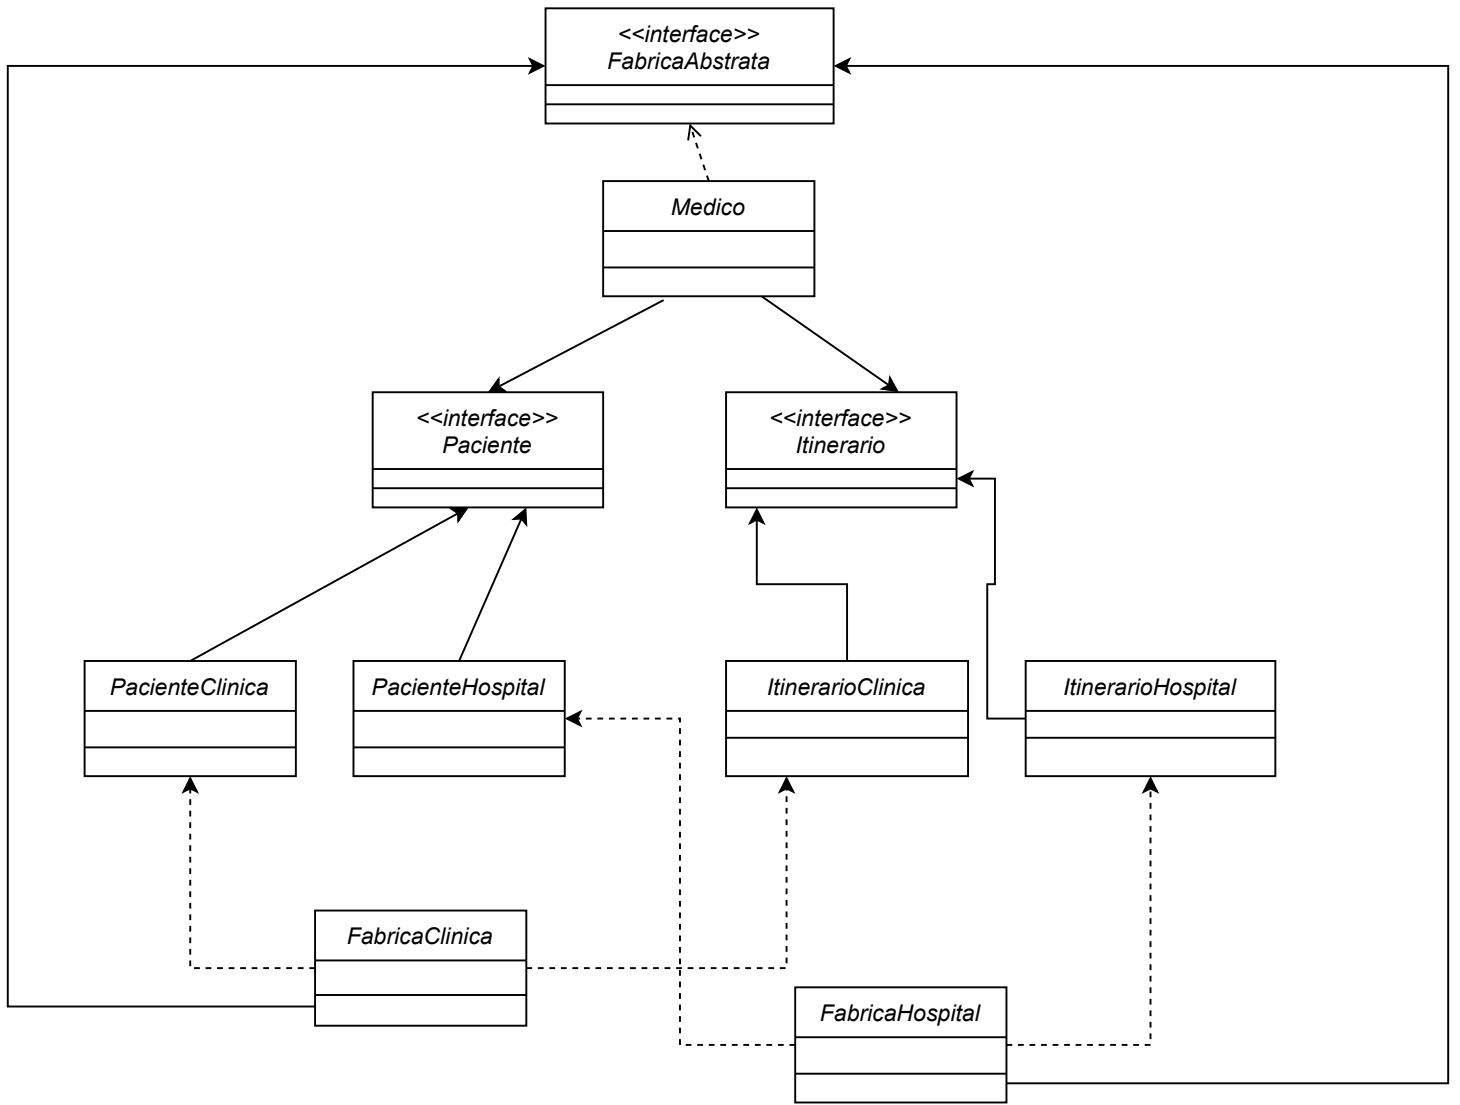 <<interface>>
FabricaAbstrata
Medico
<<interface>>
Paciente
<<interface>>
Itinerario
PacienteClinica
PacienteHospital
ItinerarioClinica
ItinerarioHospital
FabricaClinica
FabricaHospital